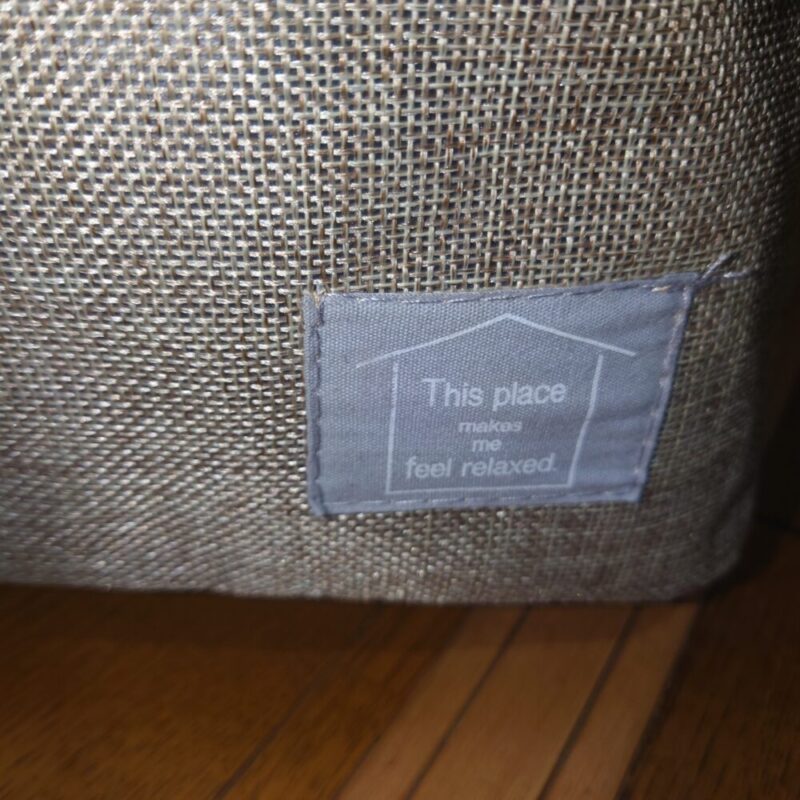 This place
makes
me
feel relaxed.